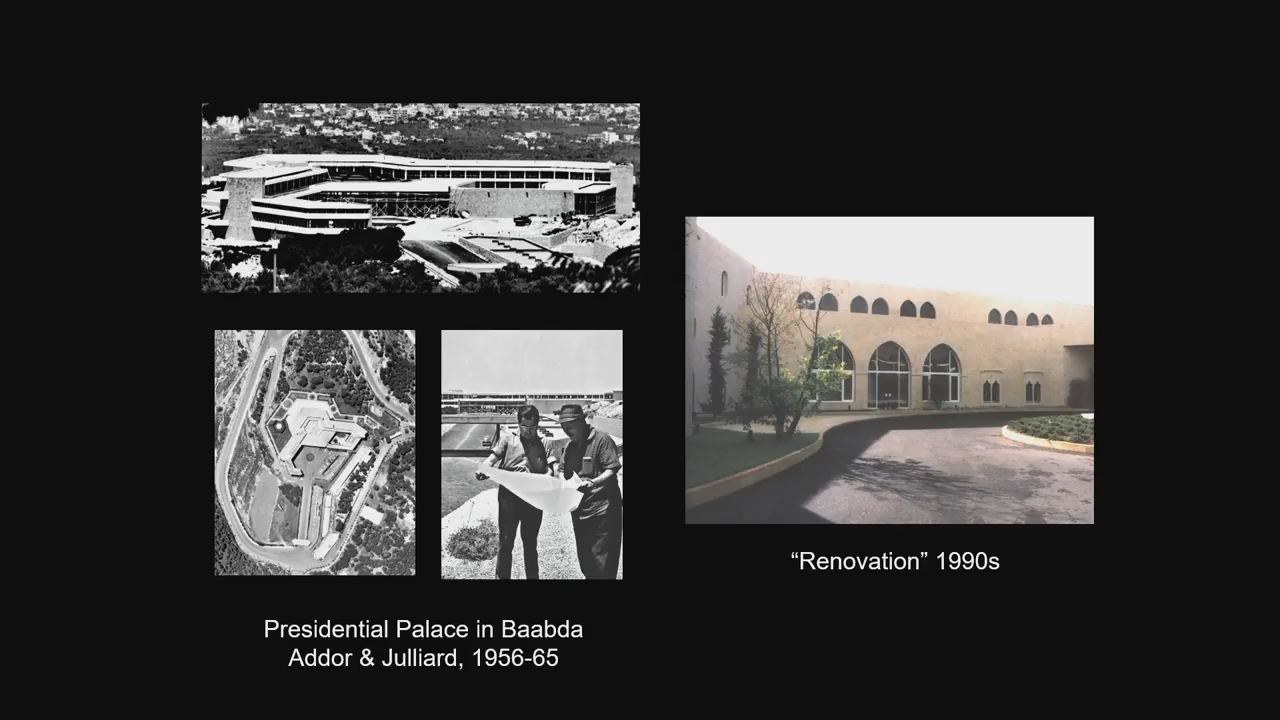 Presidential Palace in Baabda
Addor & Julliard, 1956-65
“Renovation” 1990s